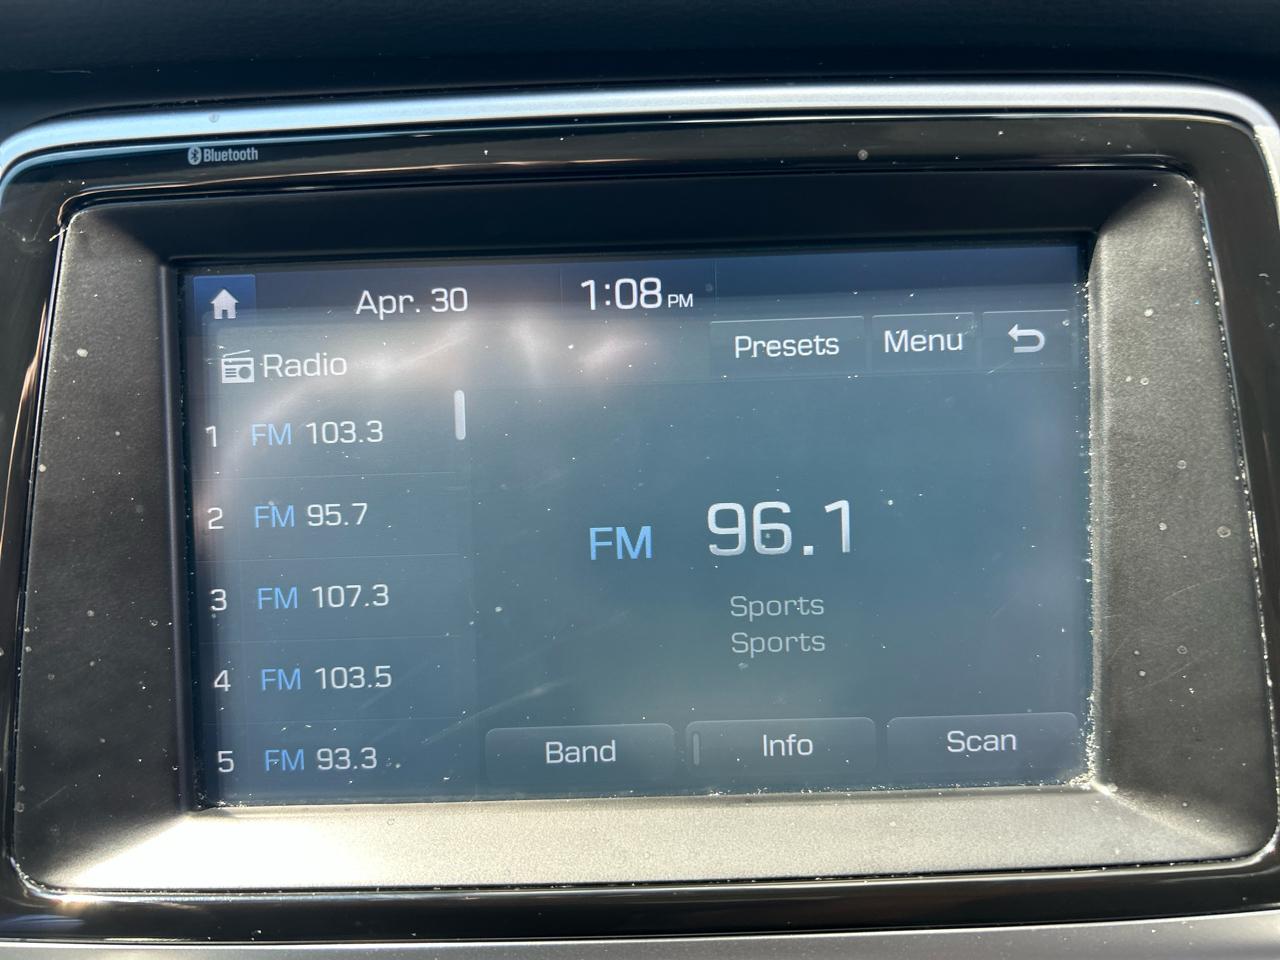 Bluetooth
Apr. 30 1:08 PM
Radio Presets Menu
1 FM 103.3
2 FM 95.7
3 FM 107.3
4 FM 103.5
5 FM 93.3
FM 96.1
Sports
Sports
Band Info Scan